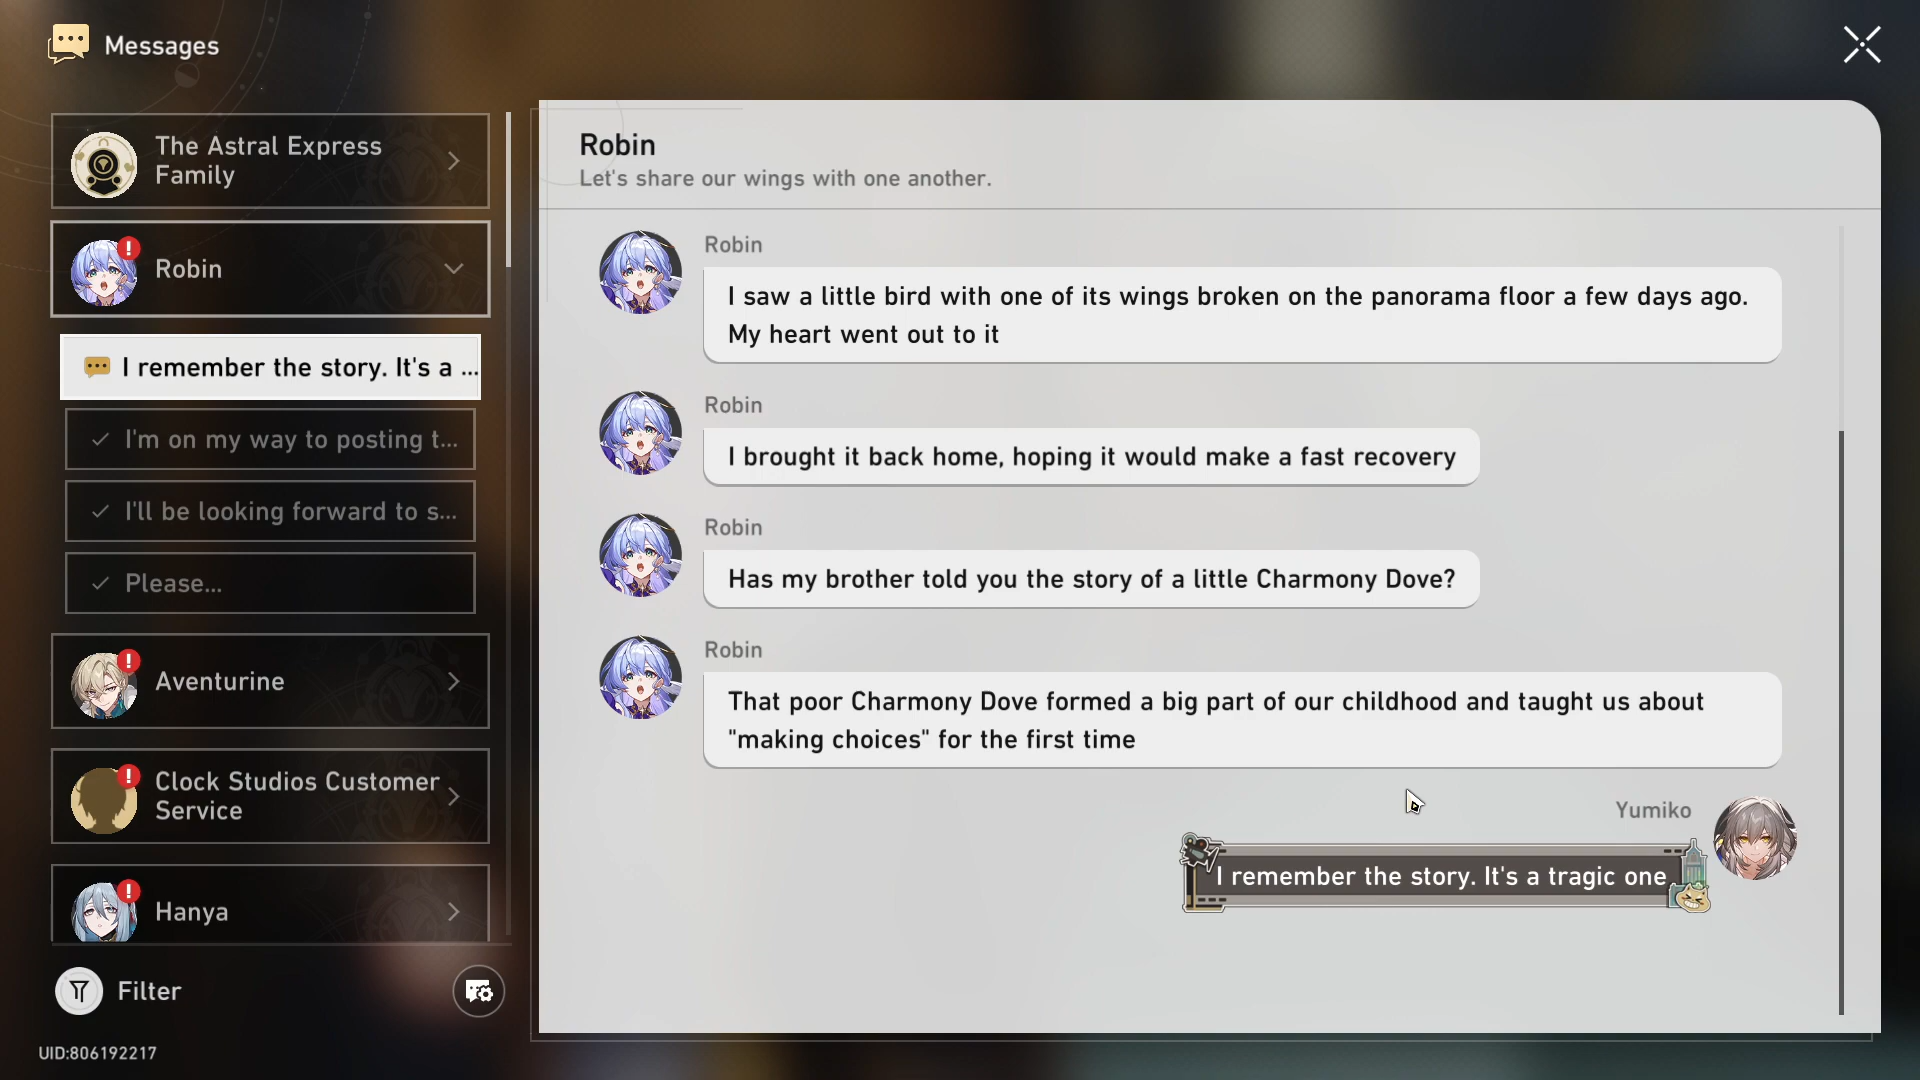 Messages
The Astral Express
Family
Robin
I remember the story. It's a ...
I'm on my way to posting t...
I'll be looking forward to s...
Please...
Aventurine
Clock Studios Customer
Service
Hanya
Filter
UID:806192217
Robin
Let's share our wings with one another.
Robin
I saw a little bird with one of its wings broken on the panorama floor a few days ago.
My heart went out to it
Robin
I brought it back home, hoping it would make a fast recovery
Robin
Has my brother told you the story of a little Charmony Dove?
Robin
That poor Charmony Dove formed a big part of our childhood and taught us about
"making choices" for the first time
Yumiko
I remember the story. It's a tragic one